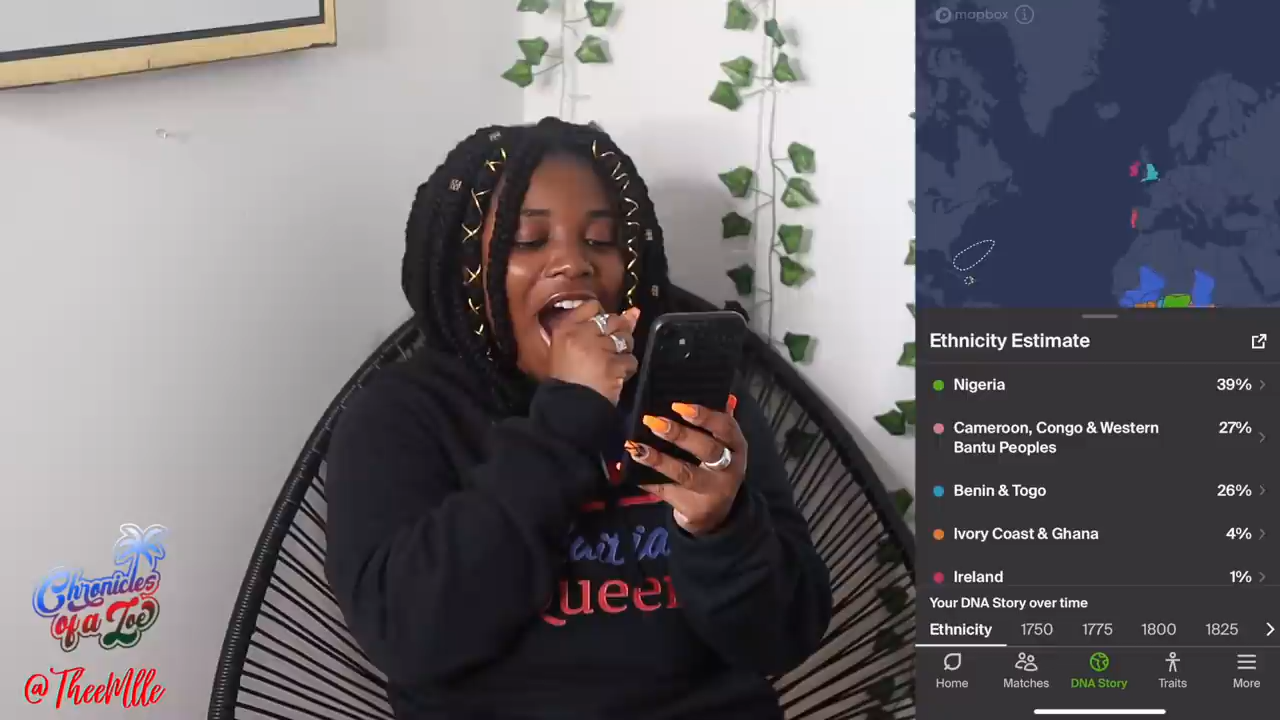 mapbox
Ethnicity Estimate
Nigeria 39%
Cameroon, Congo & Western 27%
Bantu Peoples
Benin & Togo 26%
Ivory Coast & Ghana 4%
Ireland 1%
Your DNA Story over time
Ethnicity 1750 1775 1800 1825
Home Matches DNA Story Traits More
Queen
Chronicles
of a Zoe
@TheeMlle